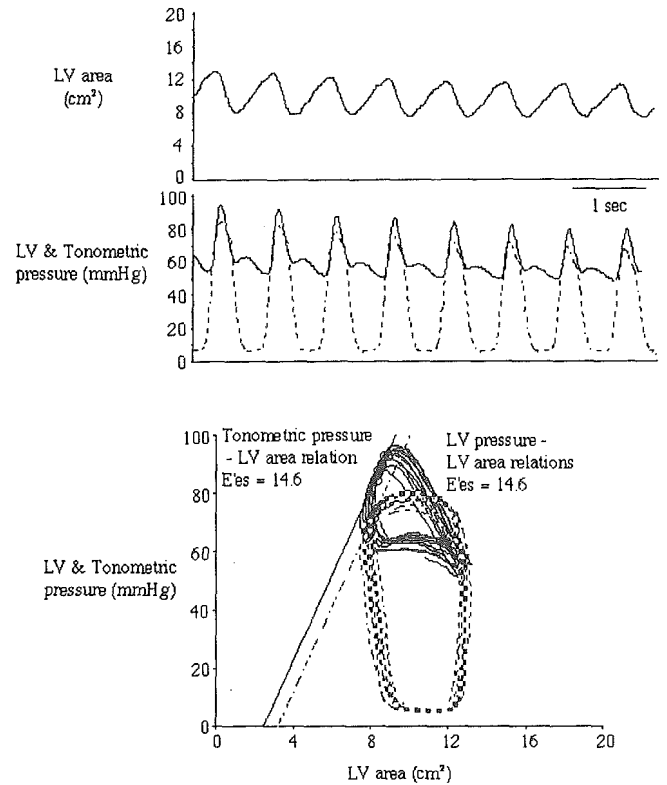 20
16
LV area
(cm²)
12
8
4
0
1 sec
100
80
LV & Tonometric
pressure (mmHg)
60
40
20
0
100
Tonometric pressure
- LV area relation
E'es = 14.6
LV pressure -
LV area relations
E'es = 14.6
80
60
LV & Tonometric
pressure (mmHg)
40
20
0
0 4 8 12 16 20
LV area (cm²)